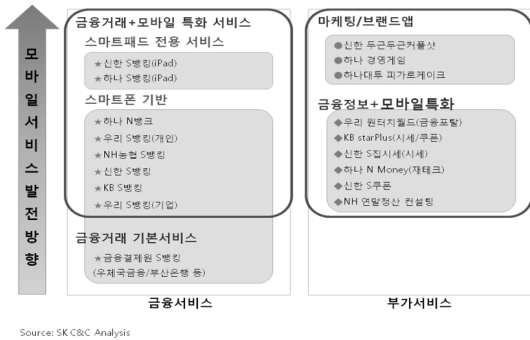 모바일서비스발전방향
금융거래+모바일 특화 서비스
스마트패드 전용 서비스
★신한 S뱅킹(iPad)
★하나 S뱅킹(iPad)
스마트폰 기반
★하나 N뱅크
★우리 S뱅킹(개인)
★NH농협 S뱅킹
★신한 S뱅킹
★KB S뱅킹
★우리 S뱅킹(기업)
금융거래 기본서비스
★금융결제원 S뱅킹
(우체국금융/부산은행 등)
금융서비스
마케팅/브랜드앱
●신한 두근두근커플샷
●하나 경영게임
●하나대투 피가로케이크
금융정보+모바일특화
◆우리 원터치월드(금융포탈)
◆KB starPlus(시세/쿠폰)
◆신한 S집시세(시세)
◆하나 N Money(재테크)
◆신한 S쿠폰
◆NH 연말정산 컨설팅
부가서비스
Source: SK C&C Analysis